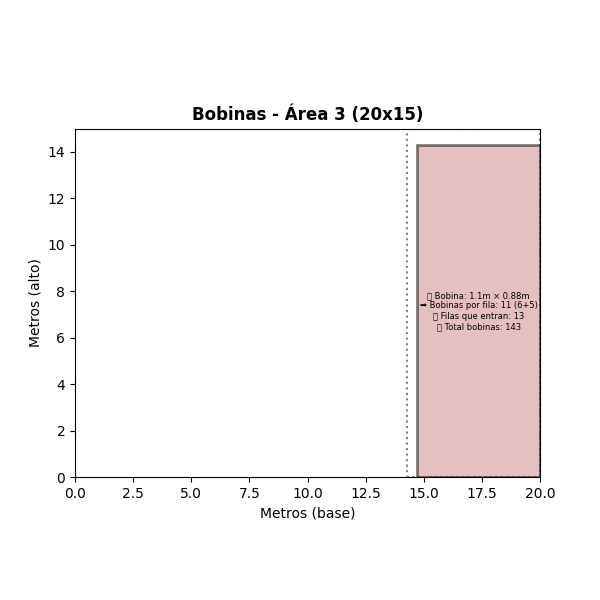 Bobinas - Área 3 (20x15)
14
12
10
8
6
4
2
0
Metros (alto)
Bobina: 1.1m × 0.88m
➡ Bobinas por fila: 11 (6+5)
Filas que entran: 13
Total bobinas: 143
0.0 2.5 5.0 7.5 10.0 12.5 15.0 17.5 20.0
Metros (base)